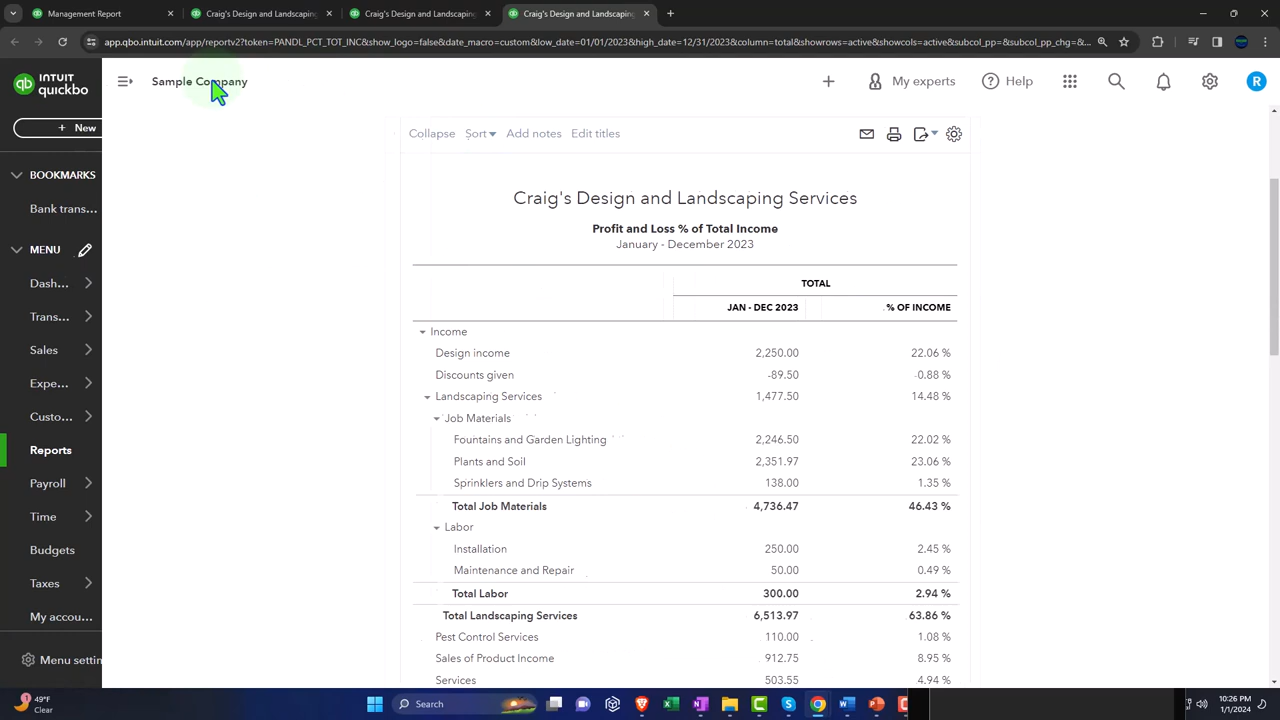 Management Report
Craig's Design and Landscaping
Craig's Design and Landscaping
Craig's Design and Landscaping
app.qbo.intuit.com/app/reportv2?token=PANDL_PCT_TOT_INC&show_logo=false&date_macro=custom&low_date=01/01/2023&high_date=12/31/2023&column=total&showrows=active&showcols=active&subcol_pp=&subcol_pp_chg=&...
INTUIT
quickbo
Sample Company
My experts
Help
R
+ New
BOOKMARKS
Bank trans...
MENU
Dash...
Trans...
Sales
Expe...
Custo...
Reports
Payroll
Time
Budgets
Taxes
My accou...
Menu settin
Collapse Sort Add notes Edit titles
Craig's Design and Landscaping Services
Profit and Loss % of Total Income
January - December 2023
TOTAL
JAN - DEC 2023 % OF INCOME
Income
Design income 2,250.00 22.06 %
Discounts given -89.50 -0.88 %
Landscaping Services 1,477.50 14.48 %
Job Materials
Fountains and Garden Lighting 2,246.50 22.02 %
Plants and Soil 2,351.97 23.06 %
Sprinklers and Drip Systems 138.00 1.35 %
Total Job Materials 4,736.47 46.43 %
Labor
Installation 250.00 2.45 %
Maintenance and Repair 50.00 0.49 %
Total Labor 300.00 2.94 %
Total Landscaping Services 6,513.97 63.86 %
Pest Control Services 110.00 1.08 %
Sales of Product Income 912.75 8.95 %
Services 503.55 4.94 %
49°F
Clear
Search
10:26 PM
1/1/2024